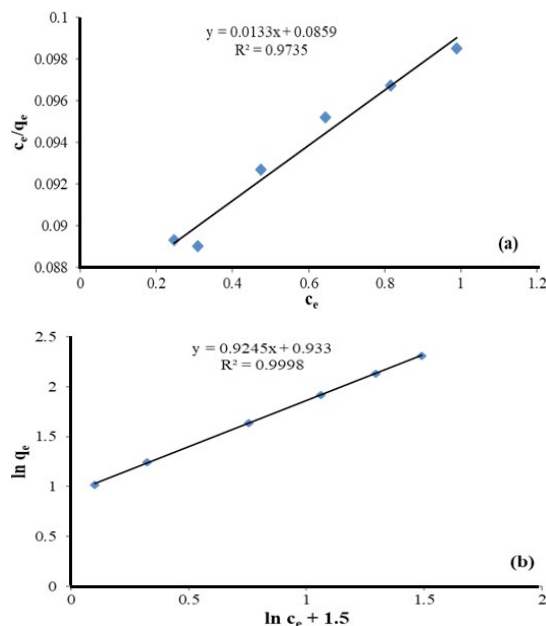 0.1
0.098
0.096
0.094
0.092
0.09
0.088
cₑ/qₑ
y = 0.0133x + 0.0859
R² = 0.9735
(a)
0 0.2 0.4 0.6 0.8 1 1.2
cₑ
2.5
2
1.5
1
0.5
0
ln qₑ
y = 0.9245x + 0.933
R² = 0.9998
(b)
0 0.5 1 1.5 2
ln cₑ + 1.5